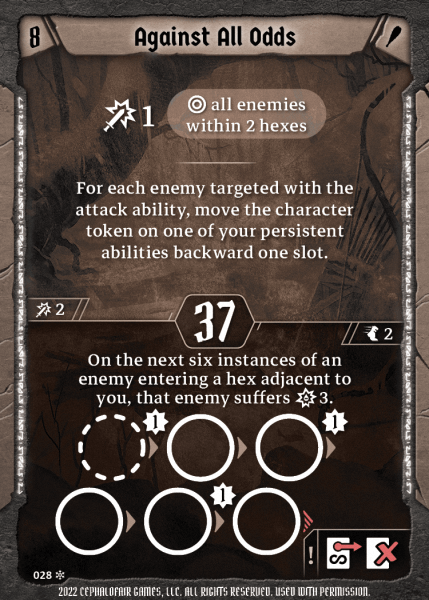 8
Against All Odds
1
all enemies
within 2 hexes
For each enemy targeted with the
attack ability, move the character
token on one of your persistent
abilities backward one slot.
2
37
2
On the next six instances of an
enemy entering a hex adjacent to
you, that enemy suffers 3.
1
1
1
!
028
2022 CEPHALOFAIR GAMES, LLC. ALL RIGHTS RESERVED. USED WITH PERMISSION.